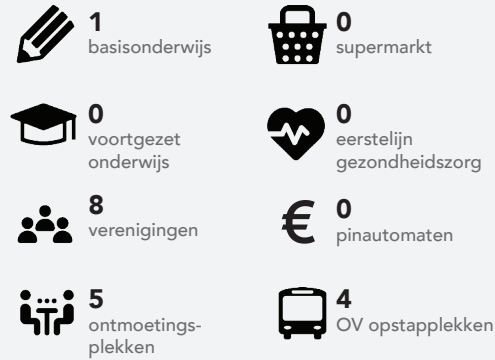 1
basisonderwijs
0
supermarkt
0
voortgezet
onderwijs
0
eerstelijn
gezondheidszorg
8
verenigingen
€
0
pinautomaten
5
ontmoetings-
plekken
4
OV opstapplekken